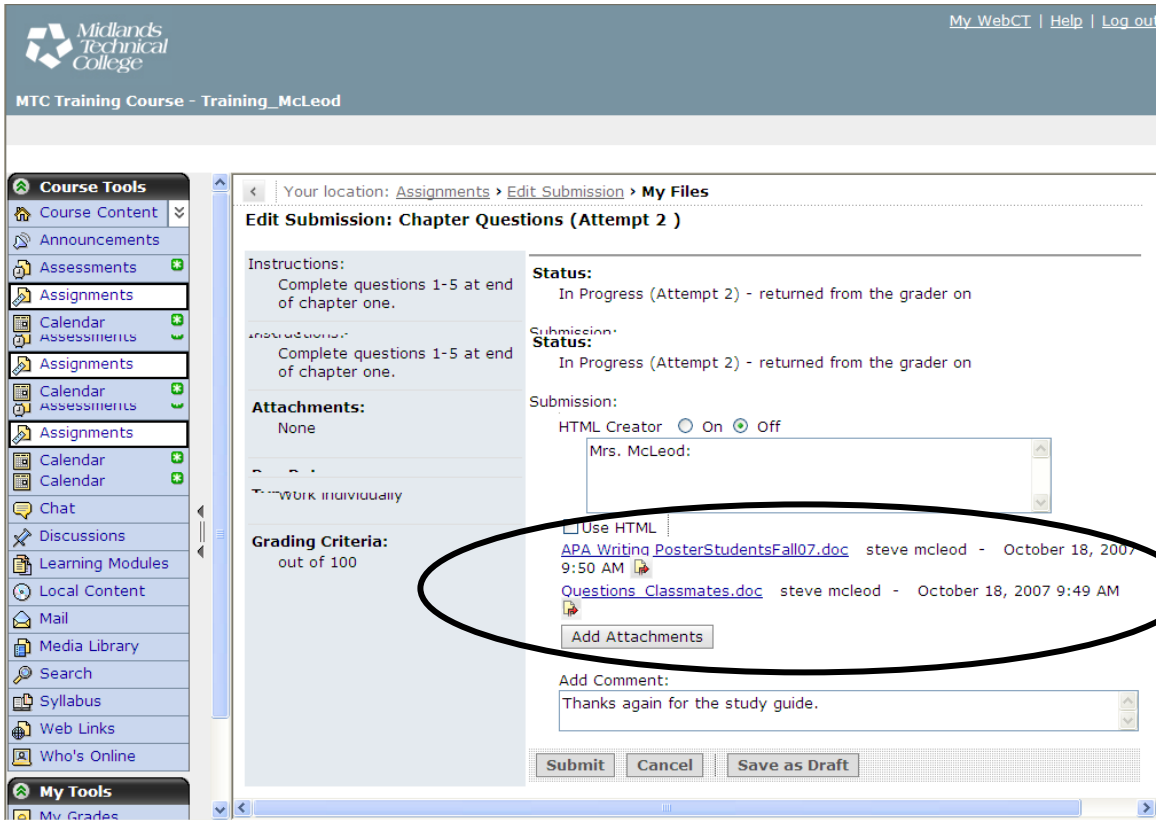 Midlands
Technical
College
My WebCT | Help | Log out
MTC Training Course - Training_McLeod
Course Tools
Course Content
Announcements
Assessments
Assignments
Calendar
Assessments
Assignments
Calendar
Assessments
Assignments
Calendar
Calendar
Chat
Discussions
Learning Modules
Local Content
Mail
Media Library
Search
Syllabus
Web Links
Who's Online
My Tools
My Grades
Your location: Assignments › Edit Submission › My Files
Edit Submission: Chapter Questions (Attempt 2 )
Instructions:
Complete questions 1-5 at end
of chapter one.
Instructions:
Complete questions 1-5 at end
of chapter one.
Attachments:
None
Work individually
Grading Criteria:
out of 100
Status:
In Progress (Attempt 2) - returned from the grader on
Submission:
Status:
In Progress (Attempt 2) - returned from the grader on
Submission:
HTML Creator On Off
Mrs. McLeod:
Use HTML
APA Writing PosterStudentsFall07.doc steve mcleod - October 18, 2007
9:50 AM
Questions Classmates.doc steve mcleod - October 18, 2007 9:49 AM
Add Attachments
Add Comment:
Thanks again for the study guide.
Submit Cancel Save as Draft